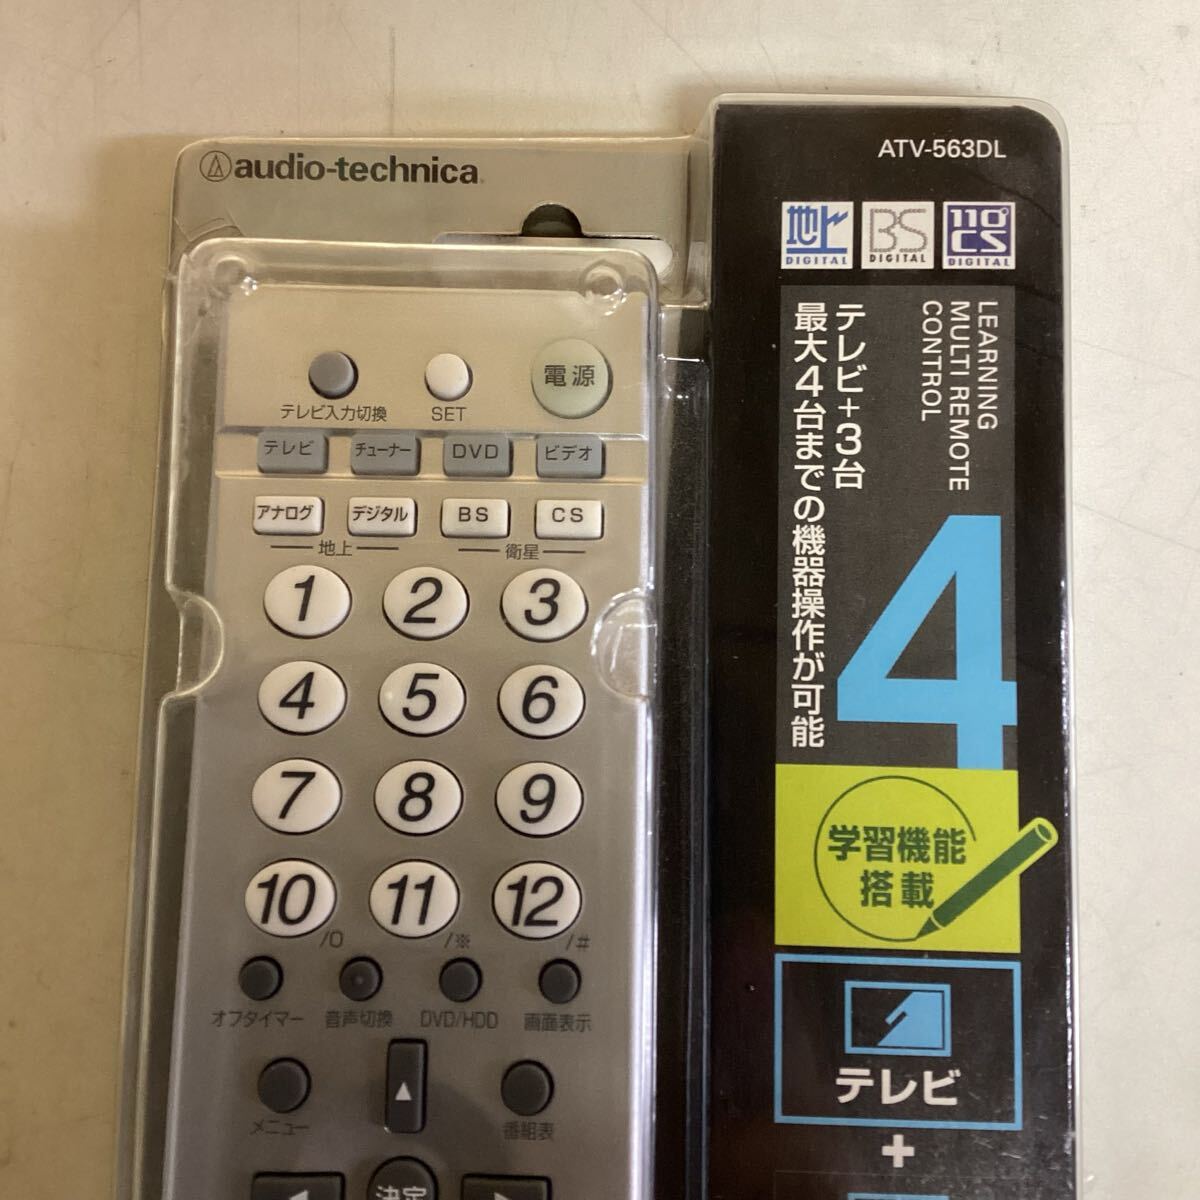 audio-technica
テレビ入力切換
SET
電源
テレビ
チューナー
DVD
ビデオ
アナログ
デジタル
BS
CS
地上
衛星
1
2
3
4
5
6
7
8
9
10
11
12
/0
/※
/#
オフタイマー
音声切換
DVD/HDD
画面表示
メニュー
▲
番組表
◀
決定
▶
ATV-563DL
地上
DIGITAL
BS
DIGITAL
110°
CS
DIGITAL
LEARNING
MULTI REMOTE
CONTROL
テレビ+3台
最大4台までの機器操作が可能
4
学習機能
搭載
テレビ
+